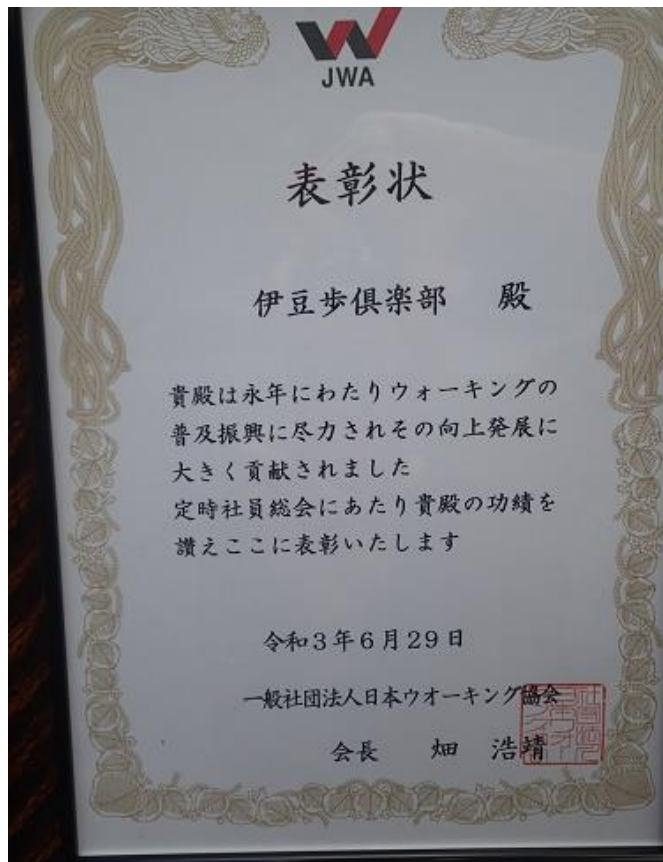 JWA
表彰状
伊豆歩倶楽部 殿
貴殿は永年にわたりウォーキングの
普及振興に尽力されその向上発展に
大きく貢献されました
定時社員総会にあたり貴殿の功績を
讃えここに表彰いたします
令和3年6月29日
一般社団法人日本ウオーキング協会
会長 畑 浩靖